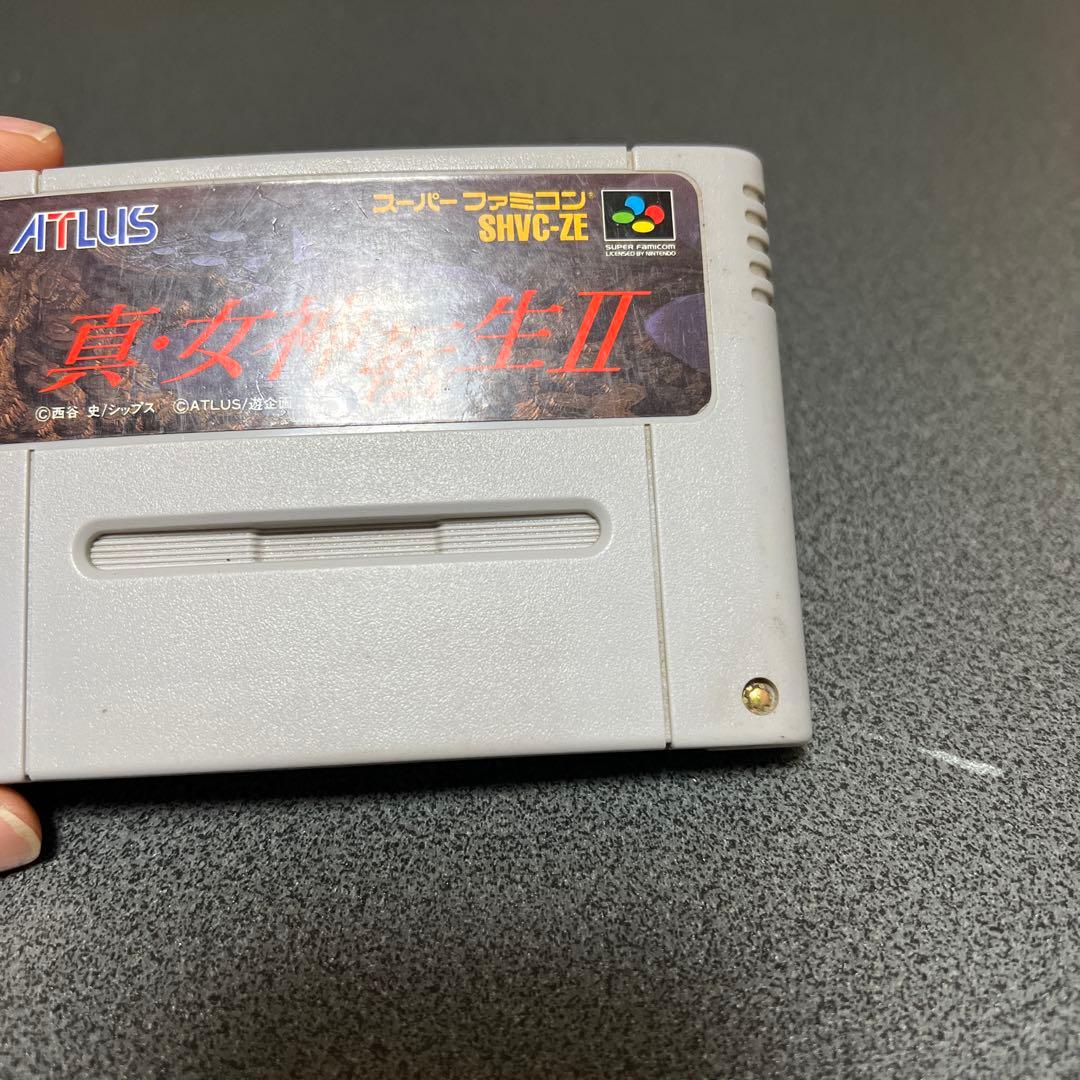 ATLUS
スーパーファミコン®
SHVC-ZE
SUPER FAMICOM
LICENSED BY NINTENDO
真・女神転生II
©西谷 史/シップス ©ATLUS/遊企画